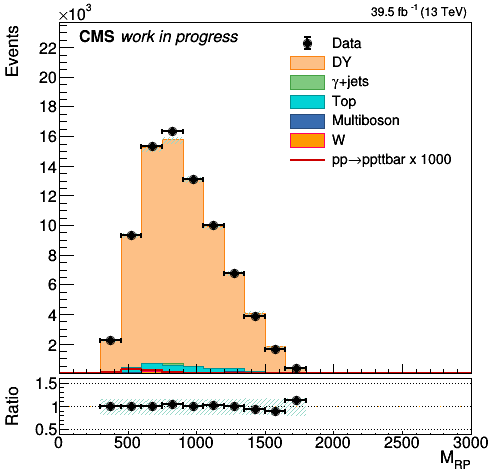 ×10³
39.5 fb⁻¹ (13 TeV)
CMS work in progress
Events
Data
DY
γ+jets
Top
Multiboson
W
pp→ppttbar x 1000
22
20
18
16
14
12
10
8
6
4
2
Ratio
1.5
1
0.5
0 500 1000 1500 2000 2500 3000
M_RP